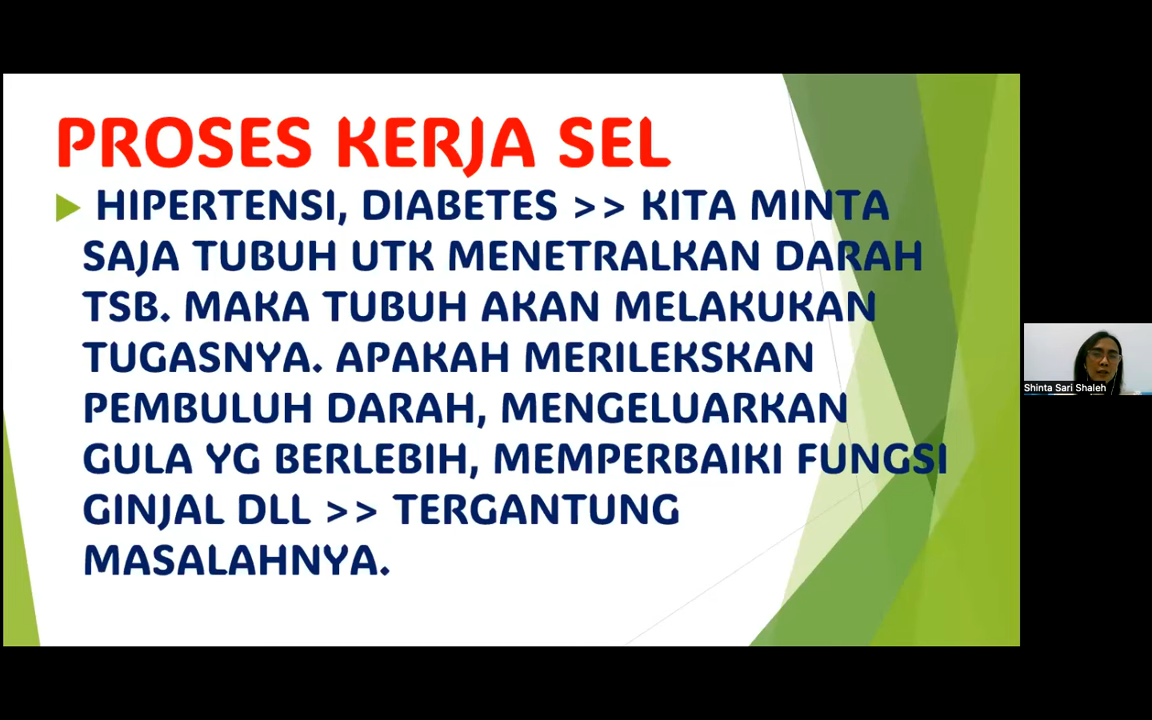 PROSES KERJA SEL
HIPERTENSI, DIABETES >> KITA MINTA
SAJA TUBUH UTK MENETRALKAN DARAH
TSB. MAKA TUBUH AKAN MELAKUKAN
TUGASNYA. APAKAH MERILEKSKAN
PEMBULUH DARAH, MENGELUARKAN
GULA YG BERLEBIH, MEMPERBAIKI FUNGSI
GINJAL DLL >> TERGANTUNG
MASALAHNYA.
Shinta Sari Shaleh